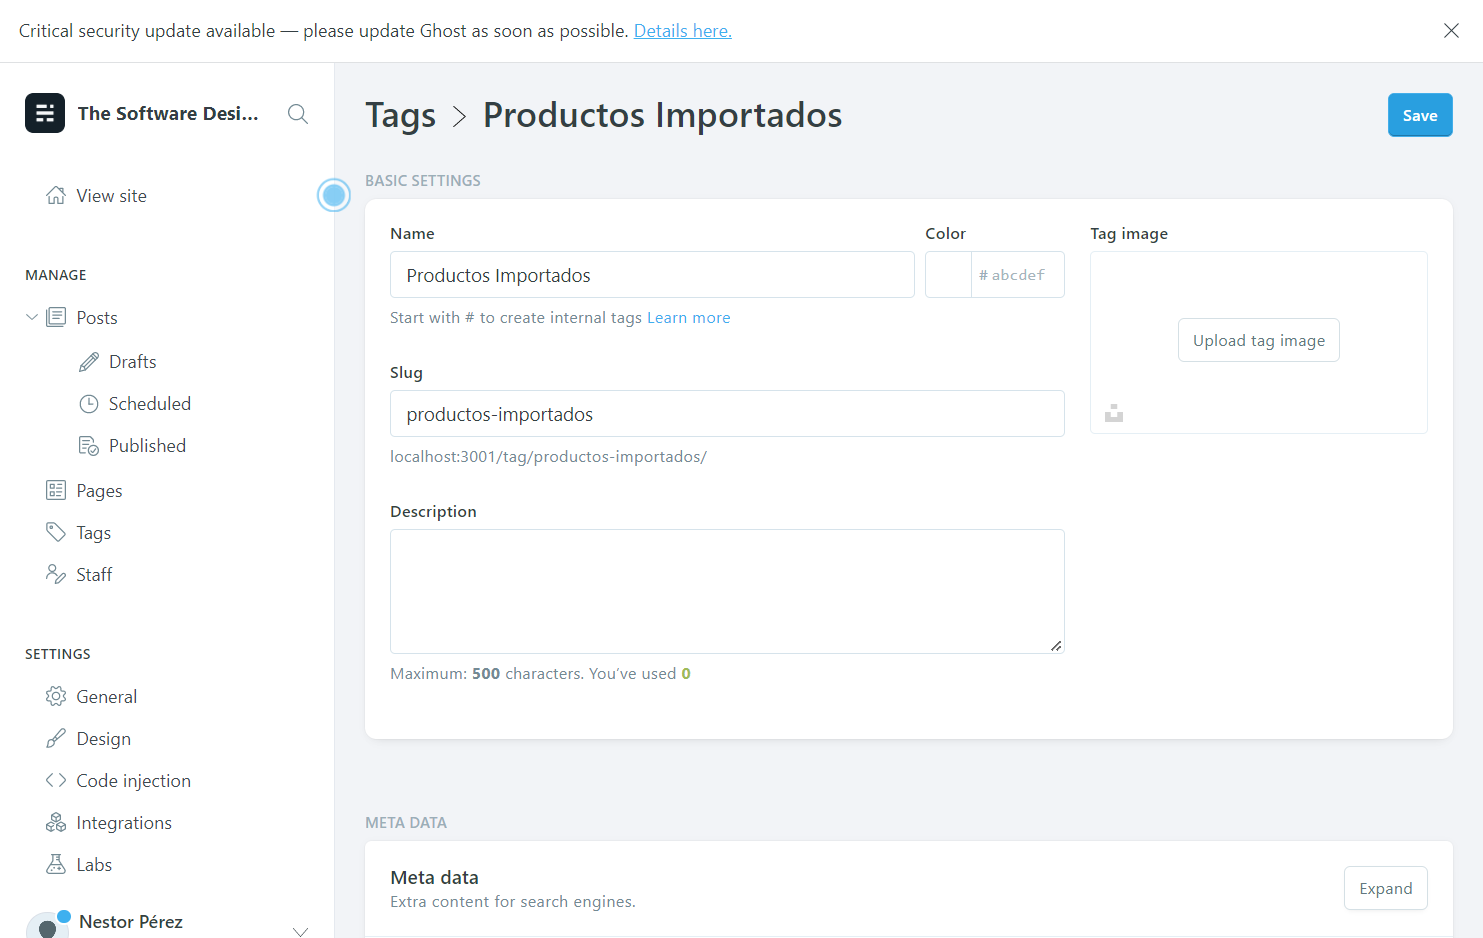 Critical security update available — please update Ghost as soon as possible. Details here.
The Software Desi...
Tags > Productos Importados
Save
View site
BASIC SETTINGS
Name
Color
Tag image
Productos Importados
# abcdef
Start with # to create internal tags Learn more
Upload tag image
MANAGE
Posts
Drafts
Scheduled
Published
Pages
Tags
Staff
Slug
productos-importados
localhost:3001/tag/productos-importados/
Description
Maximum: 500 characters. You've used 0
SETTINGS
General
Design
Code injection
Integrations
Labs
Nestor Pérez
META DATA
Meta data
Extra content for search engines.
Expand